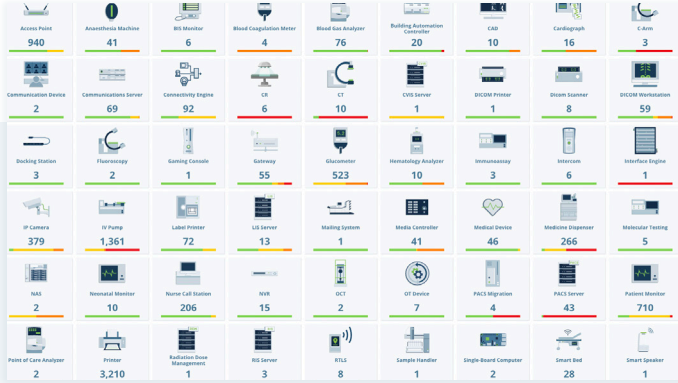 Access Point
940
Anaesthesia Machine
41
BIS Monitor
6
Blood Coagulation Meter
4
Blood Gas Analyzer
76
Building Automation
Controller
20
CAD
10
Cardiograph
16
C-Arm
3
Communication Device
2
Communications Server
69
Connectivity Engine
92
CR
6
CT
10
CVIS Server
1
DICOM Printer
1
Dicom Scanner
8
DICOM Workstation
59
Docking Station
3
Fluoroscopy
2
Gaming Console
1
Gateway
55
Glucometer
523
Hematology Analyzer
10
Immunoassay
3
Intercom
6
Interface Engine
1
IP Camera
379
IV Pump
1,361
Label Printer
72
LIS Server
13
Mailing System
1
Media Controller
41
Medical Device
46
Medicine Dispenser
266
Molecular Testing
5
NAS
2
Neonatal Monitor
10
Nurse Call Station
206
NVR
15
OCT
2
OT Device
7
PACS Migration
4
PACS Server
43
Patient Monitor
710
Point of Care Analyzer
2
Printer
3,210
Radiation Dose
Management
1
RIS Server
3
RTLS
8
Sample Handler
1
Single-Board Computer
2
Smart Bed
28
Smart Speaker
1